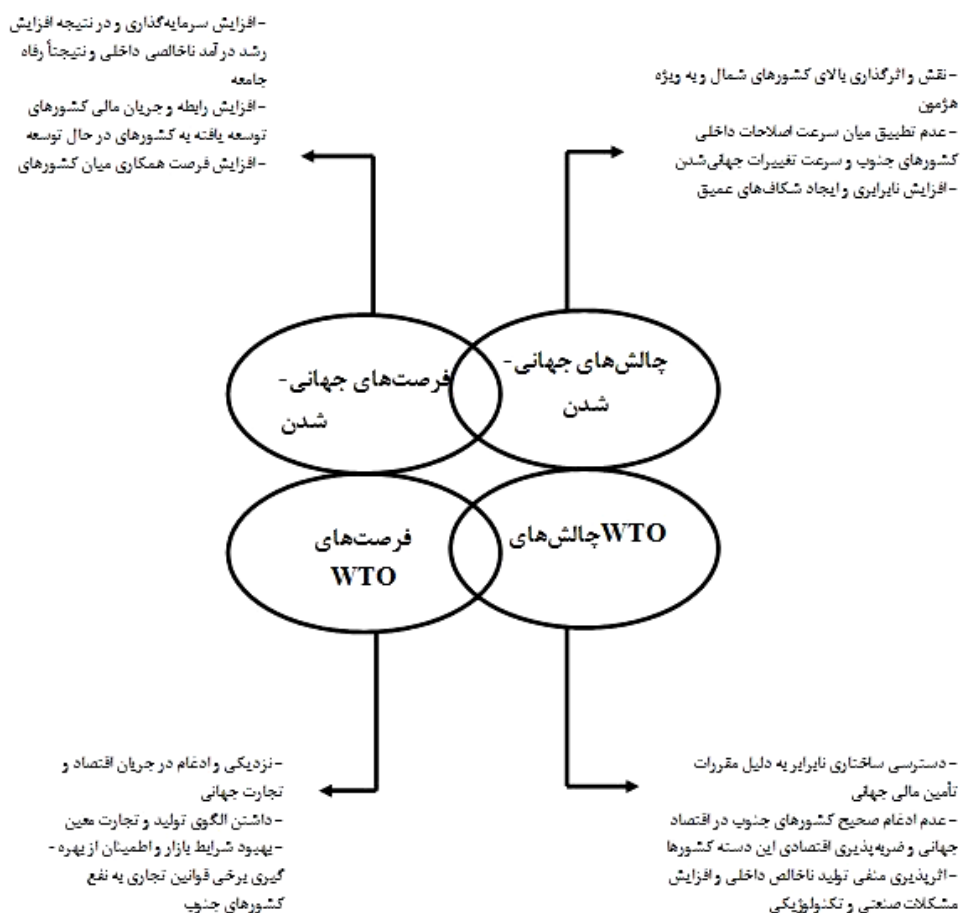 -نقش و اثرگذاری بالای کشورهای شمال و به ویژه
هژمون
-عدم تطبیق میان سرعت اصلاحات داخلی
کشورهای جنوب و سرعت تغییرات جهانی‌شدن
-افزایش نابرابری و ایجاد شکاف‌های عمیق
-افزایش سرمایه‌گذاری و در نتیجه افزایش
رشد درآمد ناخالصی داخلی و نتیجتاً رفاه
جامعه
-افزایش رابطه و جریان مالی کشورهای
توسعه یافته به کشورهای در حال توسعه
-افزایش فرصت همکاری میان کشورهای
چالش‌های جهانی-
شدن
فرصت‌های جهانی-
شدن
چالش‌های WTO
فرصت‌های
WTO
- دسترسی ساختاری نابرابر به دلیل مقررات
تأمین مالی جهانی
-عدم ادغام صحیح کشورهای جنوب در اقتصاد
جهانی و ضربه‌پذیری اقتصادی این دسته کشورها
-اثرپذیری منفی تولید ناخالص داخلی و افزایش
مشکلات صنعتی و تکنولوژیکی
-نزدیکی و ادغام در جریان اقتصاد و
تجارت جهانی
-داشتن الگوی تولید و تجارت معین
-بهبود شرایط بازار و اطمینان از بهره-
گیری برخی قوانین تجاری به نفع
کشورهای جنوب